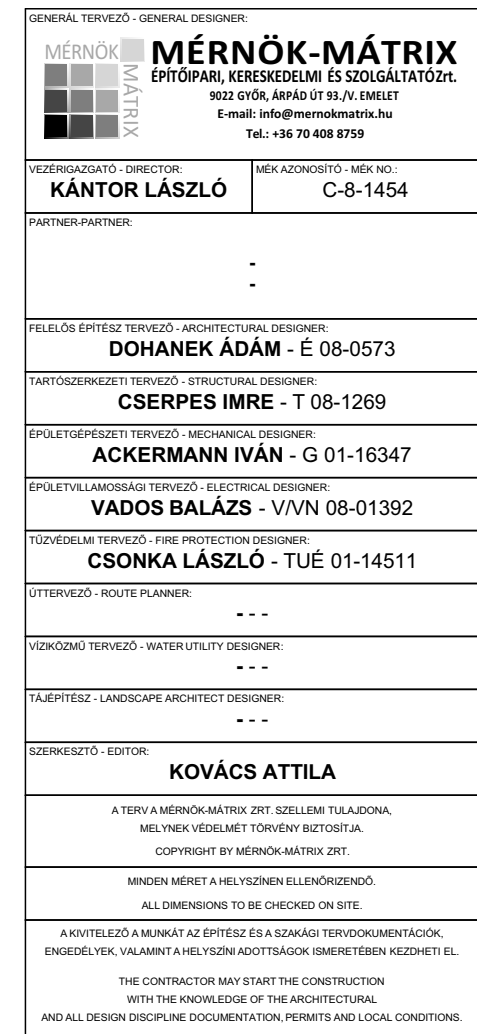 GENERÁL TERVEZŐ - GENERAL DESIGNER:
MÉRNÖK
MÁTRIX
MÉRNÖK-MÁTRIX
ÉPÍTŐIPARI, KERESKEDELMI ÉS SZOLGÁLTATÓZrt.
9022 GYŐR, ÁRPÁD ÚT 93./V. EMELET
E-mail: info@mernokmatrix.hu
Tel.: +36 70 408 8759
VEZÉRIGAZGATÓ - DIRECTOR:
KÁNTOR LÁSZLÓ
MÉK AZONOSÍTÓ - MÉK NO.:
C-8-1454
PARTNER-PARTNER:
-
-
FELELŐS ÉPÍTÉSZ TERVEZŐ - ARCHITECTURAL DESIGNER:
DOHANEK ÁDÁM - É 08-0573
TARTÓSZERKEZETI TERVEZŐ - STRUCTURAL DESIGNER:
CSERPES IMRE - T 08-1269
ÉPÜLETGÉPÉSZETI TERVEZŐ - MECHANICAL DESIGNER:
ACKERMANN IVÁN - G 01-16347
ÉPÜLETVILLAMOSSÁGI TERVEZŐ - ELECTRICAL DESIGNER:
VADOS BALÁZS - V/VN 08-01392
TŰZVÉDELMI TERVEZŐ - FIRE PROTECTION DESIGNER:
CSONKA LÁSZLÓ - TUÉ 01-14511
ÚTTERVEZŐ - ROUTE PLANNER:
- - -
VÍZIKÖZMŰ TERVEZŐ - WATER UTILITY DESIGNER:
- - -
TÁJÉPÍTÉSZ - LANDSCAPE ARCHITECT DESIGNER:
- - -
SZERKESZTŐ - EDITOR:
KOVÁCS ATTILA
A TERV A MÉRNÖK-MÁTRIX ZRT. SZELLEMI TULAJDONA,
MELYNEK VÉDELMÉT TÖRVÉNY BIZTOSÍTJA.
COPYRIGHT BY MÉRNÖK-MÁTRIX ZRT.
MINDEN MÉRET A HELYSZÍNEN ELLENŐRIZENDŐ.
ALL DIMENSIONS TO BE CHECKED ON SITE.
A KIVITELEZŐ A MUNKÁT AZ ÉPÍTÉSZ ÉS A SZAKÁGI TERVDOKUMENTÁCIÓK,
ENGEDÉLYEK, VALAMINT A HELYSZÍNI ADOTTSÁGOK ISMERETÉBEN KEZDHETI EL.
THE CONTRACTOR MAY START THE CONSTRUCTION
WITH THE KNOWLEDGE OF THE ARCHITECTURAL
AND ALL DESIGN DISCIPLINE DOCUMENTATION, PERMITS AND LOCAL CONDITIONS.